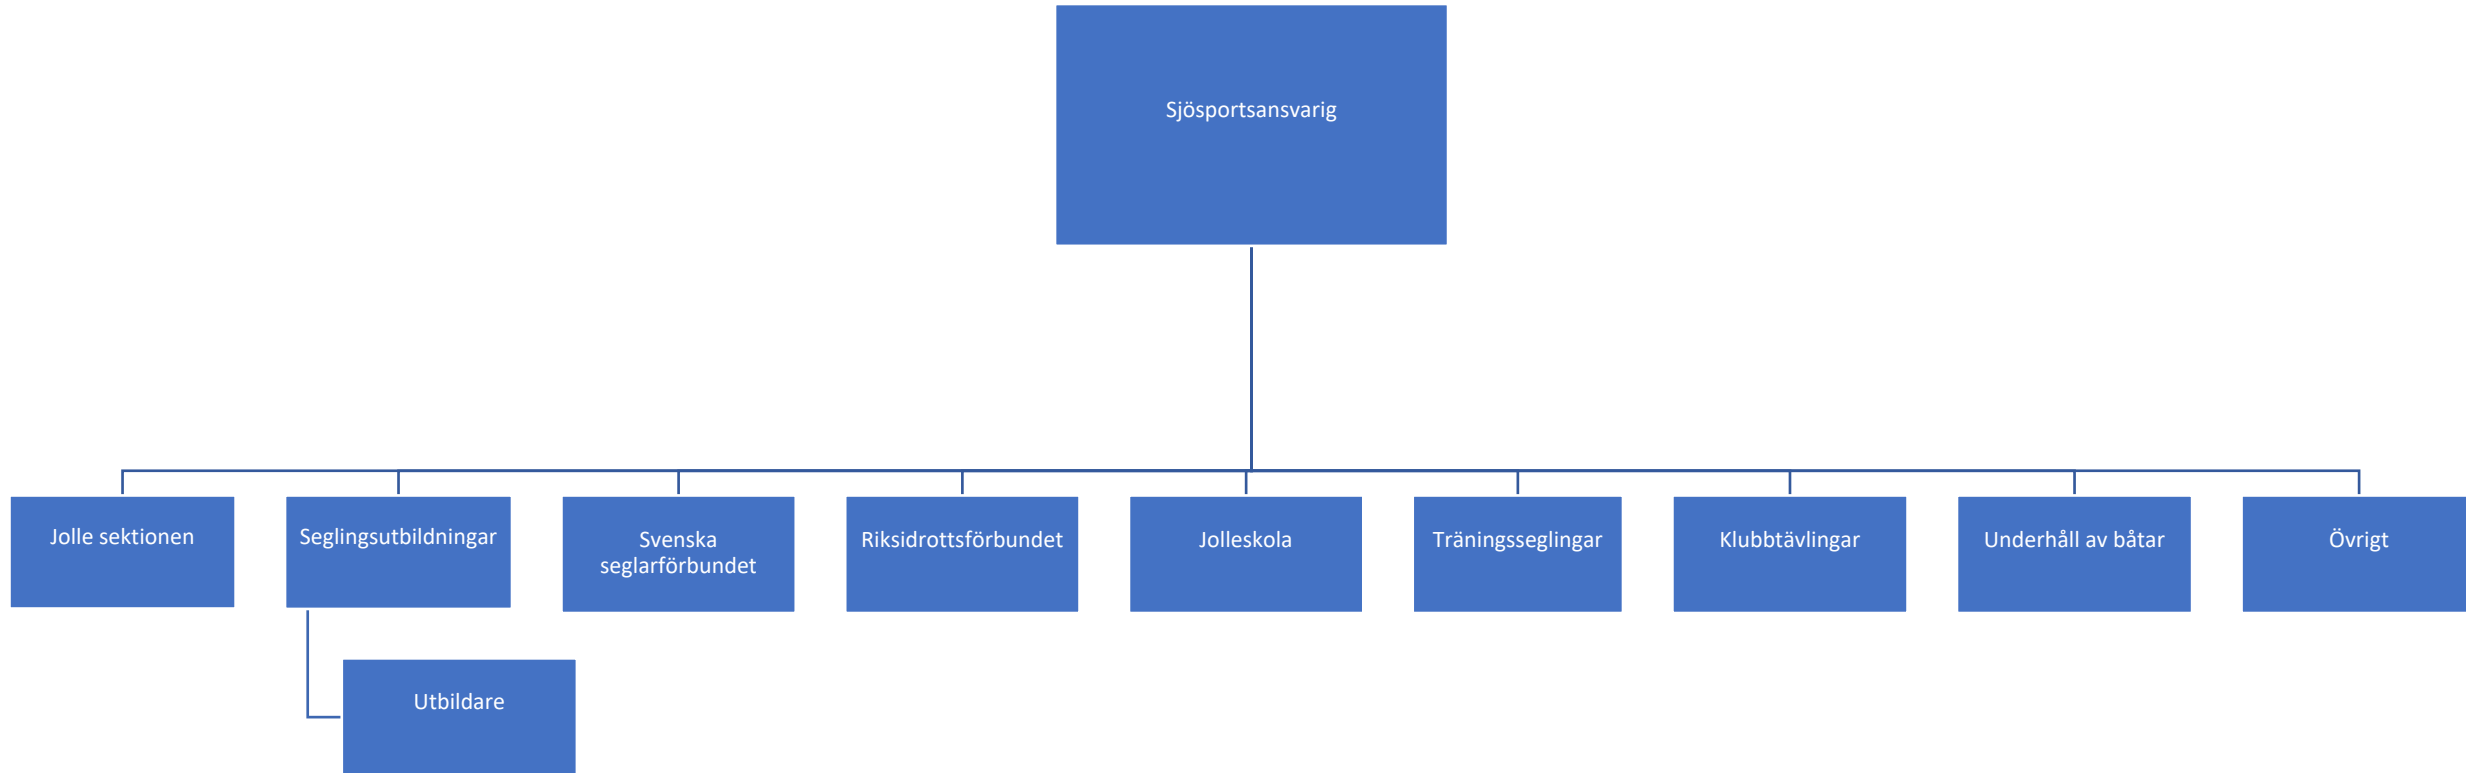 Sjösportsansvarig
Jolle sektionen
Seglingsutbildningar
Svenska
seglarförbundet
Riksidrottsförbundet
Jolleskola
Träningsseglingar
Klubbtävlingar
Underhåll av båtar
Övrigt
Utbildare